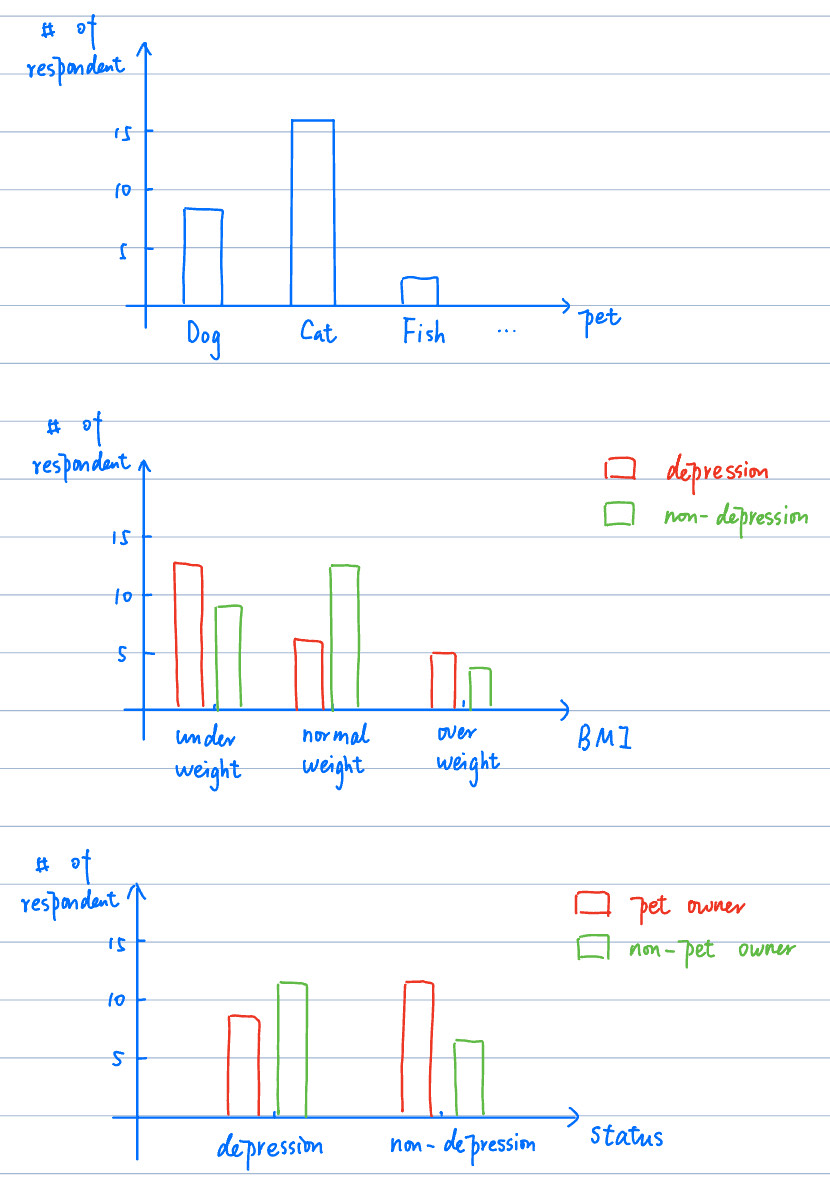 # of
respondent
15
10
5
Dog Cat Fish ...
pet
# of
respondent
depression
non-depression
15
10
5
under normal over
weight weight weight
BMI
# of
respondent
pet owner
non-pet owner
15
10
5
depression non-depression
status